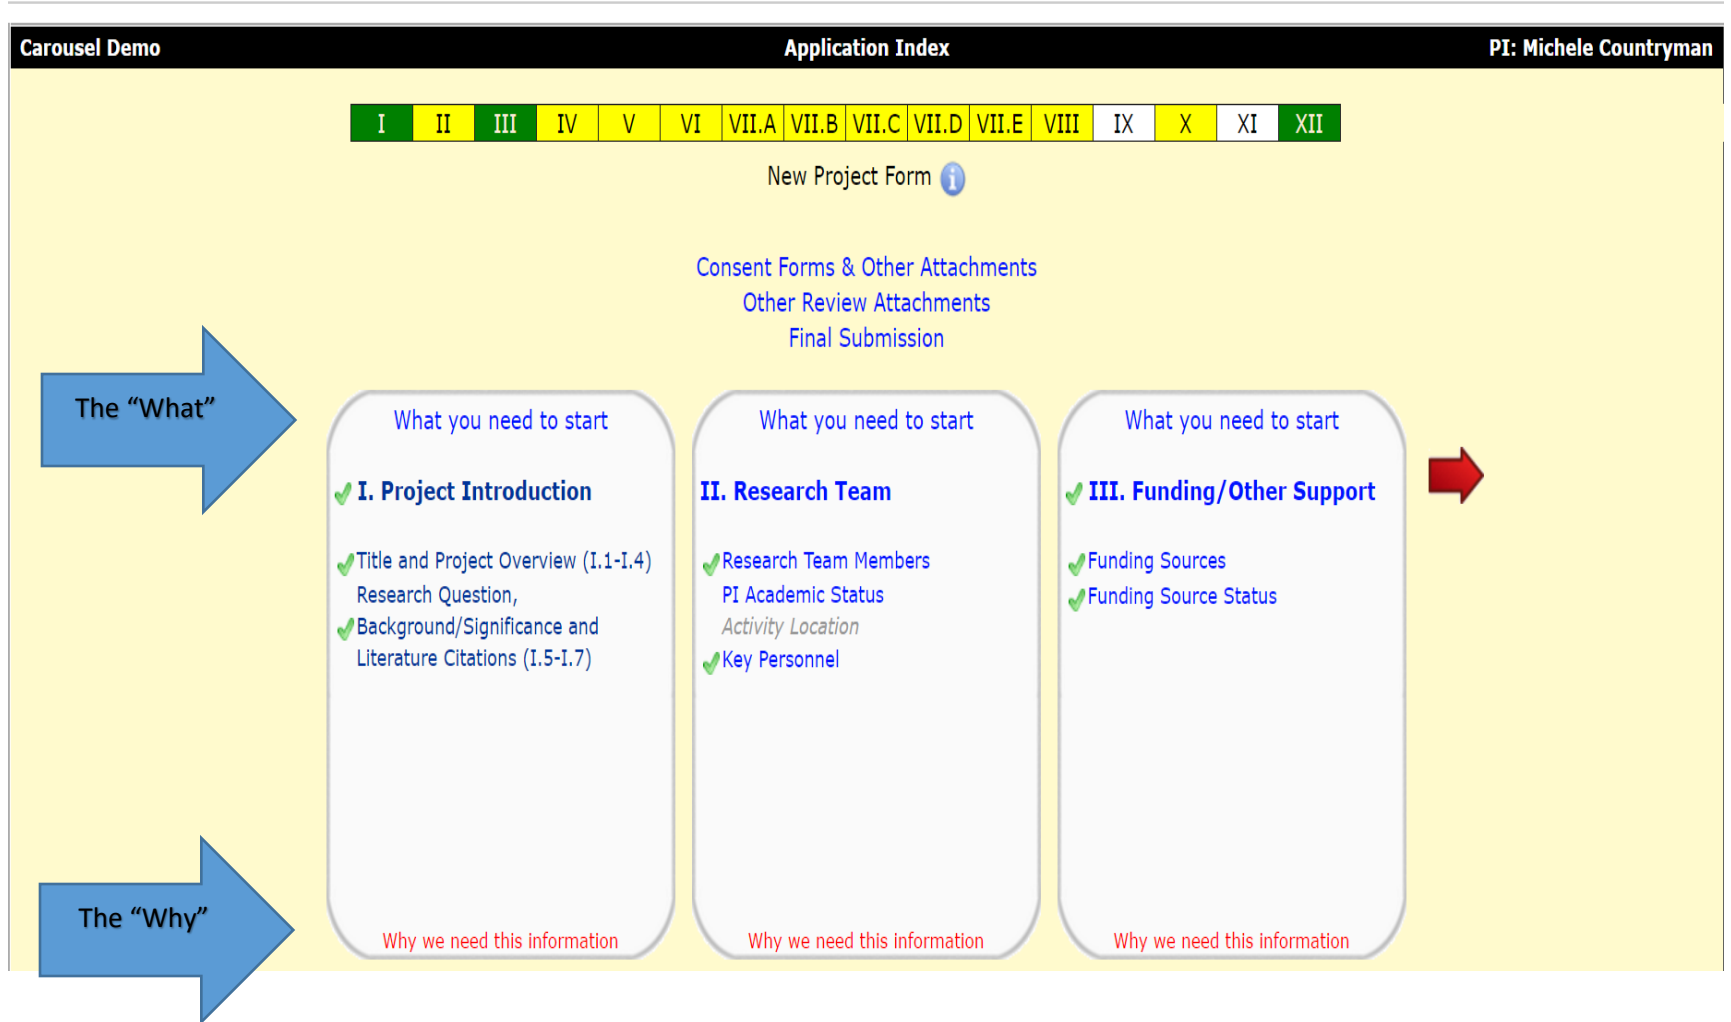 Carousel Demo Application Index PI: Michele Countryman
I II III IV V VI VII.A VII.B VII.C VII.D VII.E VIII IX X XI XII
New Project Form i
Consent Forms & Other Attachments
Other Review Attachments
Final Submission
The “What”
What you need to start
I. Project Introduction
Title and Project Overview (I.1-I.4)
Research Question,
Background/Significance and
Literature Citations (I.5-I.7)
Why we need this information
What you need to start
II. Research Team
Research Team Members
PI Academic Status
Activity Location
Key Personnel
Why we need this information
What you need to start
III. Funding/Other Support
Funding Sources
Funding Source Status
Why we need this information
The “Why”